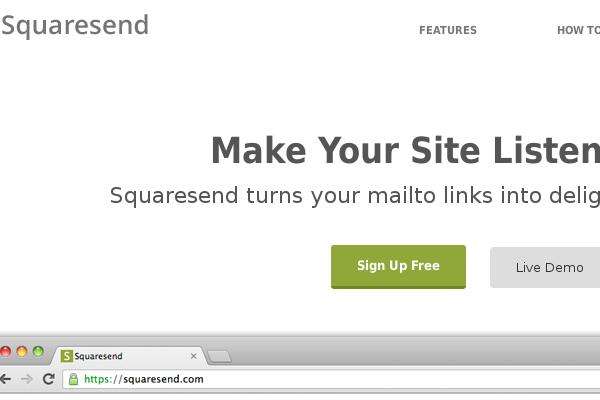 Squaresend
FEATURES
HOW TO
Make Your Site Listen
Squaresend turns your mailto links into delig
Sign Up Free
Live Demo
S Squaresend
https://squaresend.com